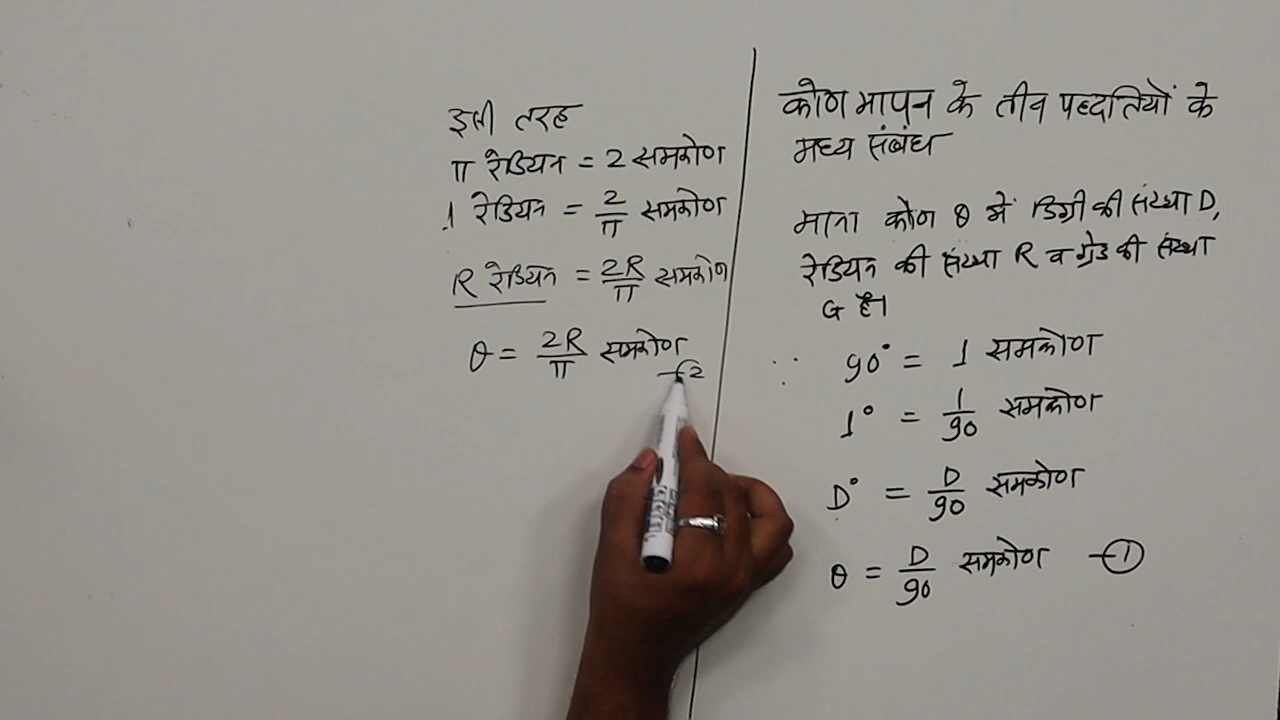 कोण मापन के तीन पद्दतियों के
मध्य संबंध
माना कोण θ में डिग्री की संख्या D,
रेडियन की संख्या R व ग्रेड की संख्या
G है।
∵ 90° = 1 समकोण
1° = 1/90 समकोण
D° = D/90 समकोण
θ = D/90 समकोण —①
इसी तरह
π रेडियन = 2 समकोण
1 रेडियन = 2/π समकोण
R रेडियन = 2R/π समकोण
θ = 2R/π समकोण
—2